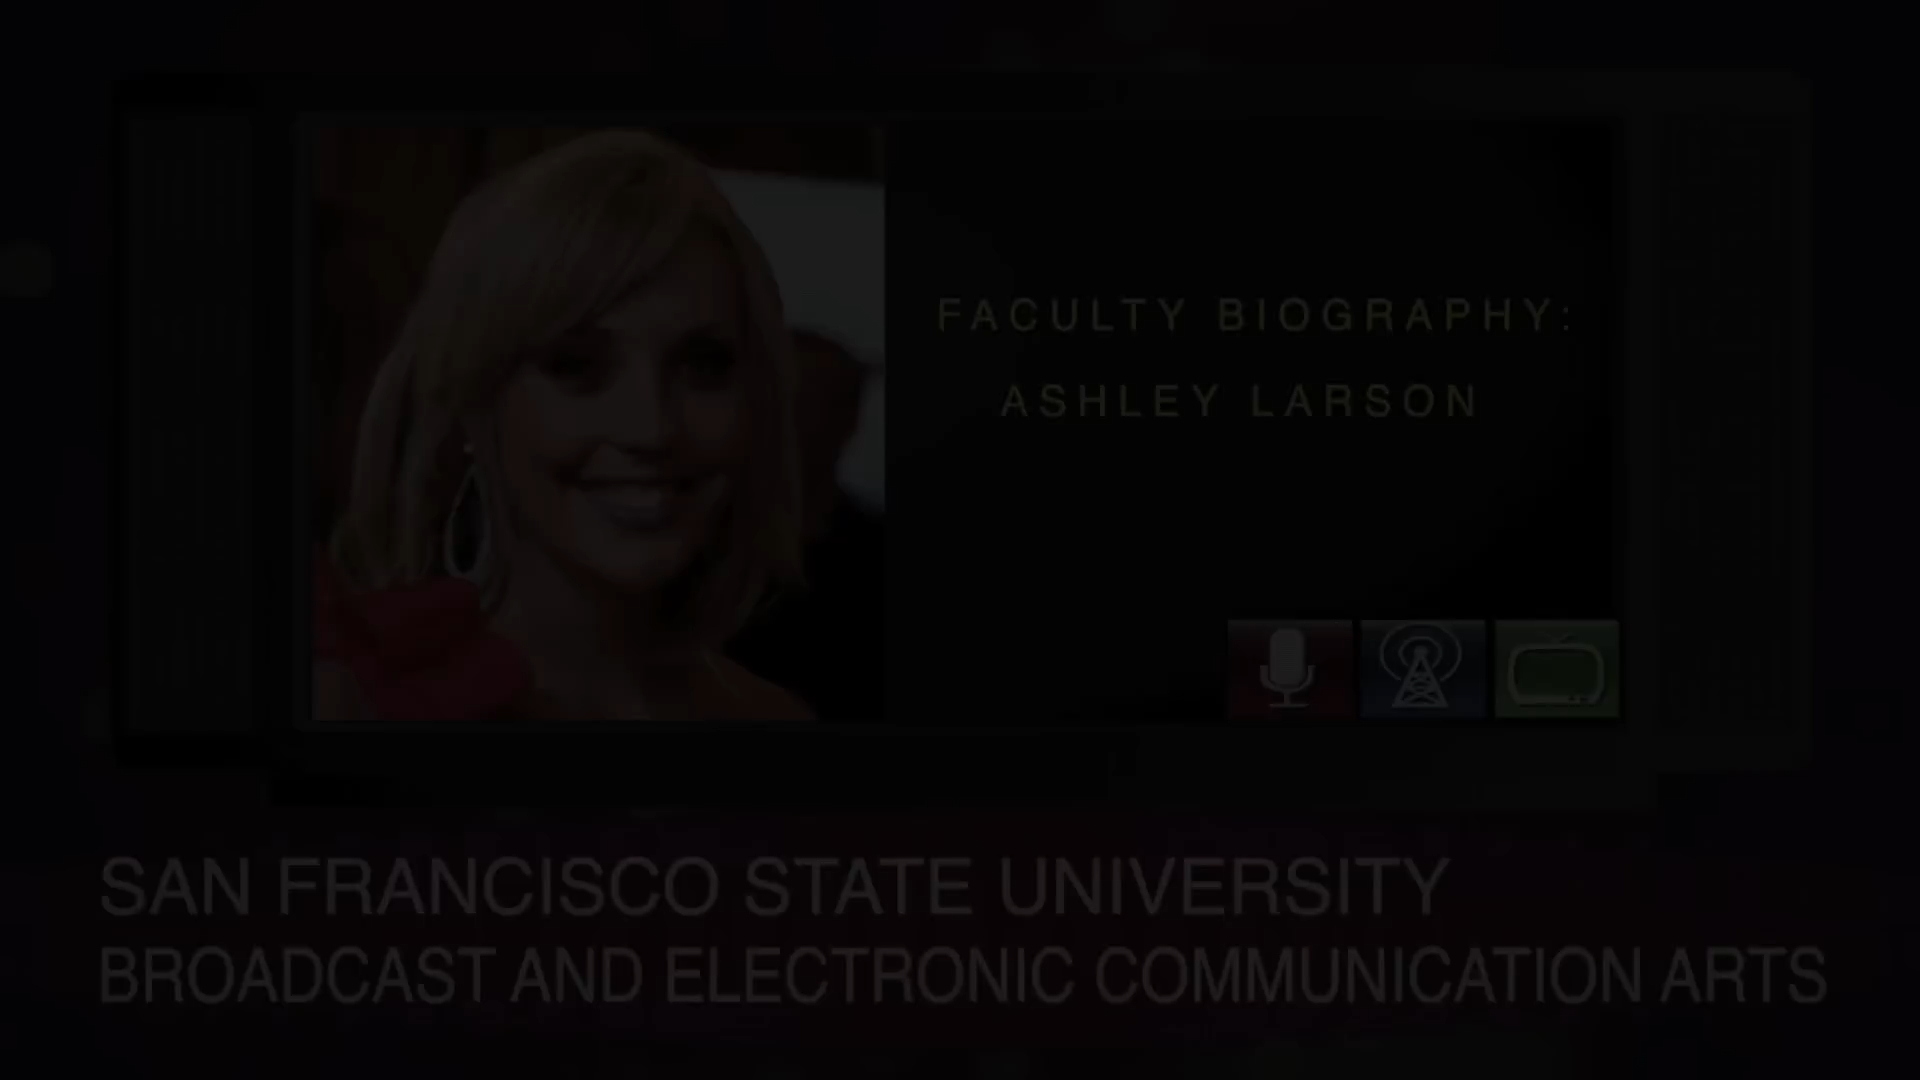 FACULTY BIOGRAPHY:
ASHLEY LARSON
SAN FRANCISCO STATE UNIVERSITY
BROADCAST AND ELECTRONIC COMMUNICATION ARTS